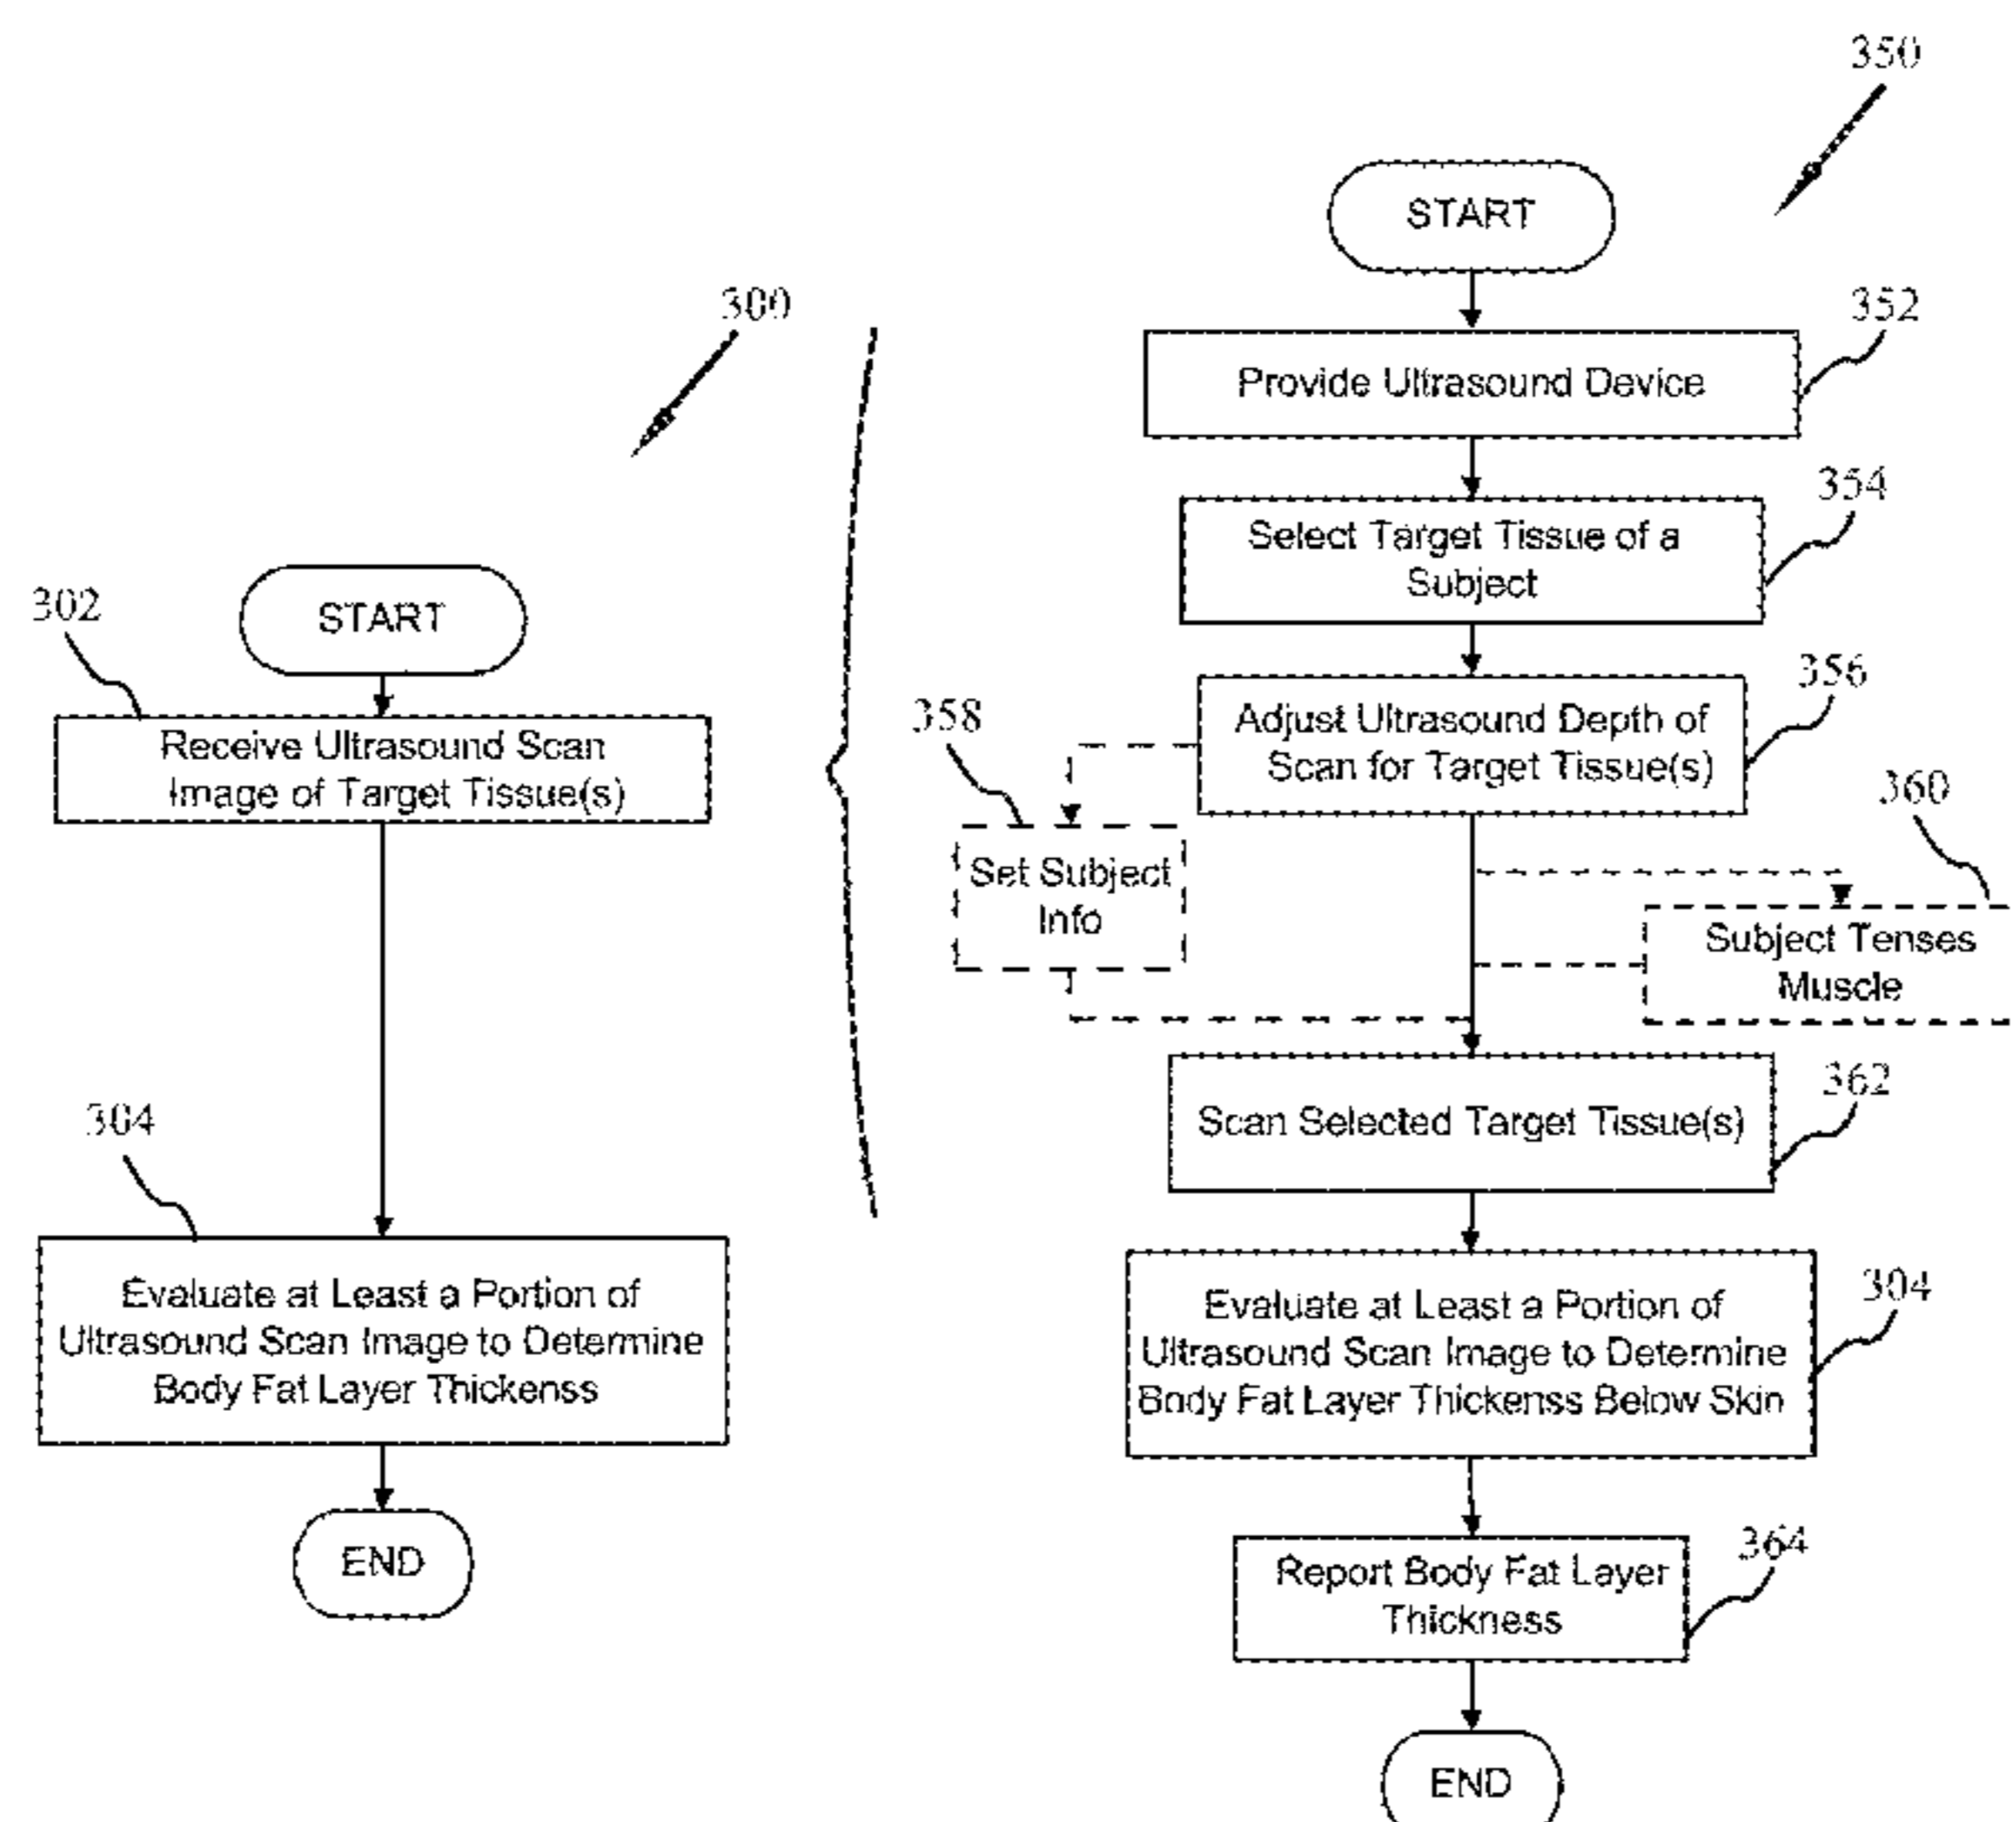 300
START
302
Receive Ultrasound Scan
Image of Target Tissue(s)
304
Evaluate at Least a Portion of
Ultrasound Scan Image to Determine
Body Fat Layer Thickenss
END
350
START
352
Provide Ultrasound Device
354
Select Target Tissue of a
Subject
356
Adjust Ultrasound Depth of
Scan for Target Tissue(s)
358
Set Subject
Info
360
Subject Tenses
Muscle
362
Scan Selected Target Tissue(s)
304
Evaluate at Least a Portion of
Ultrasound Scan Image to Determine
Body Fat Layer Thickenss Below Skin
364
Report Body Fat Layer
Thickness
END